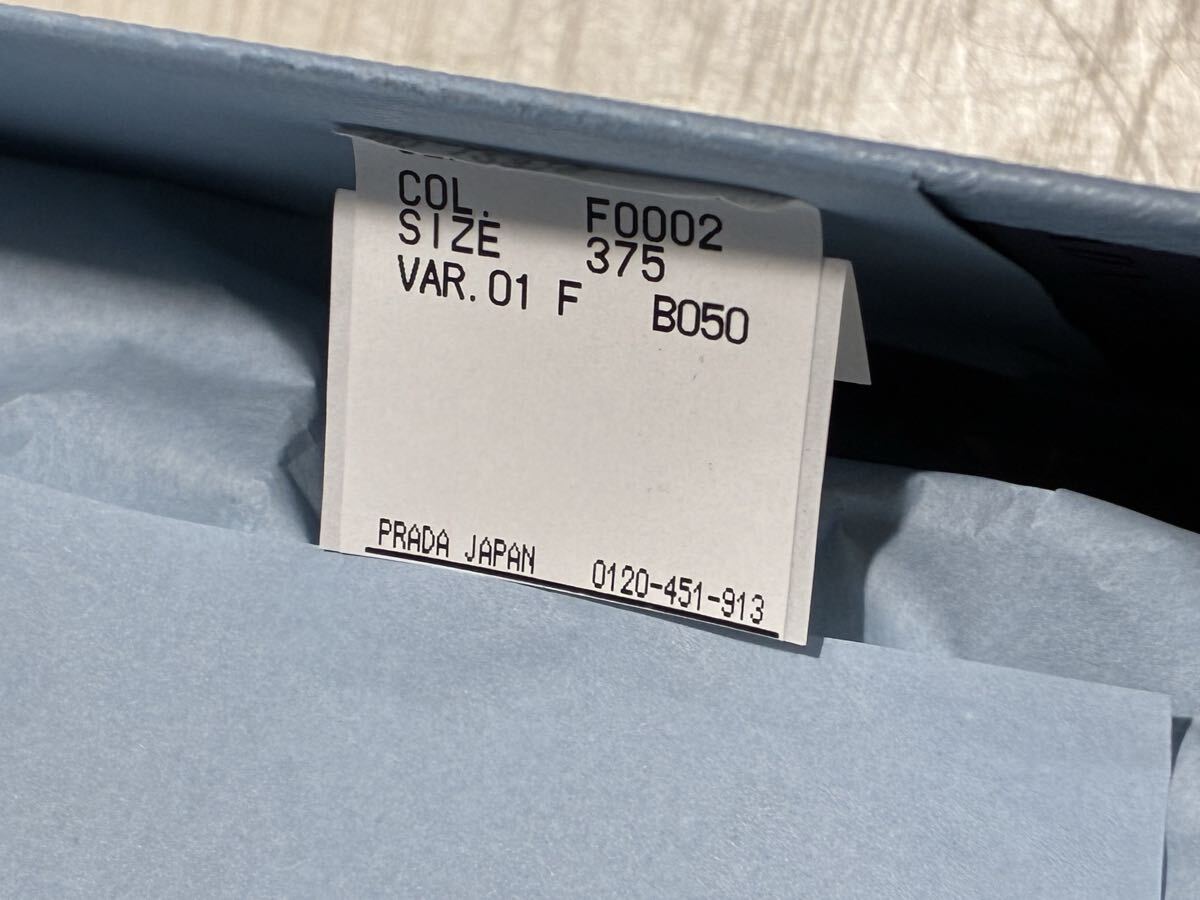 COL. F0002
SIZE 375
VAR.01 F B050
PRADA JAPAN 0120-451-913